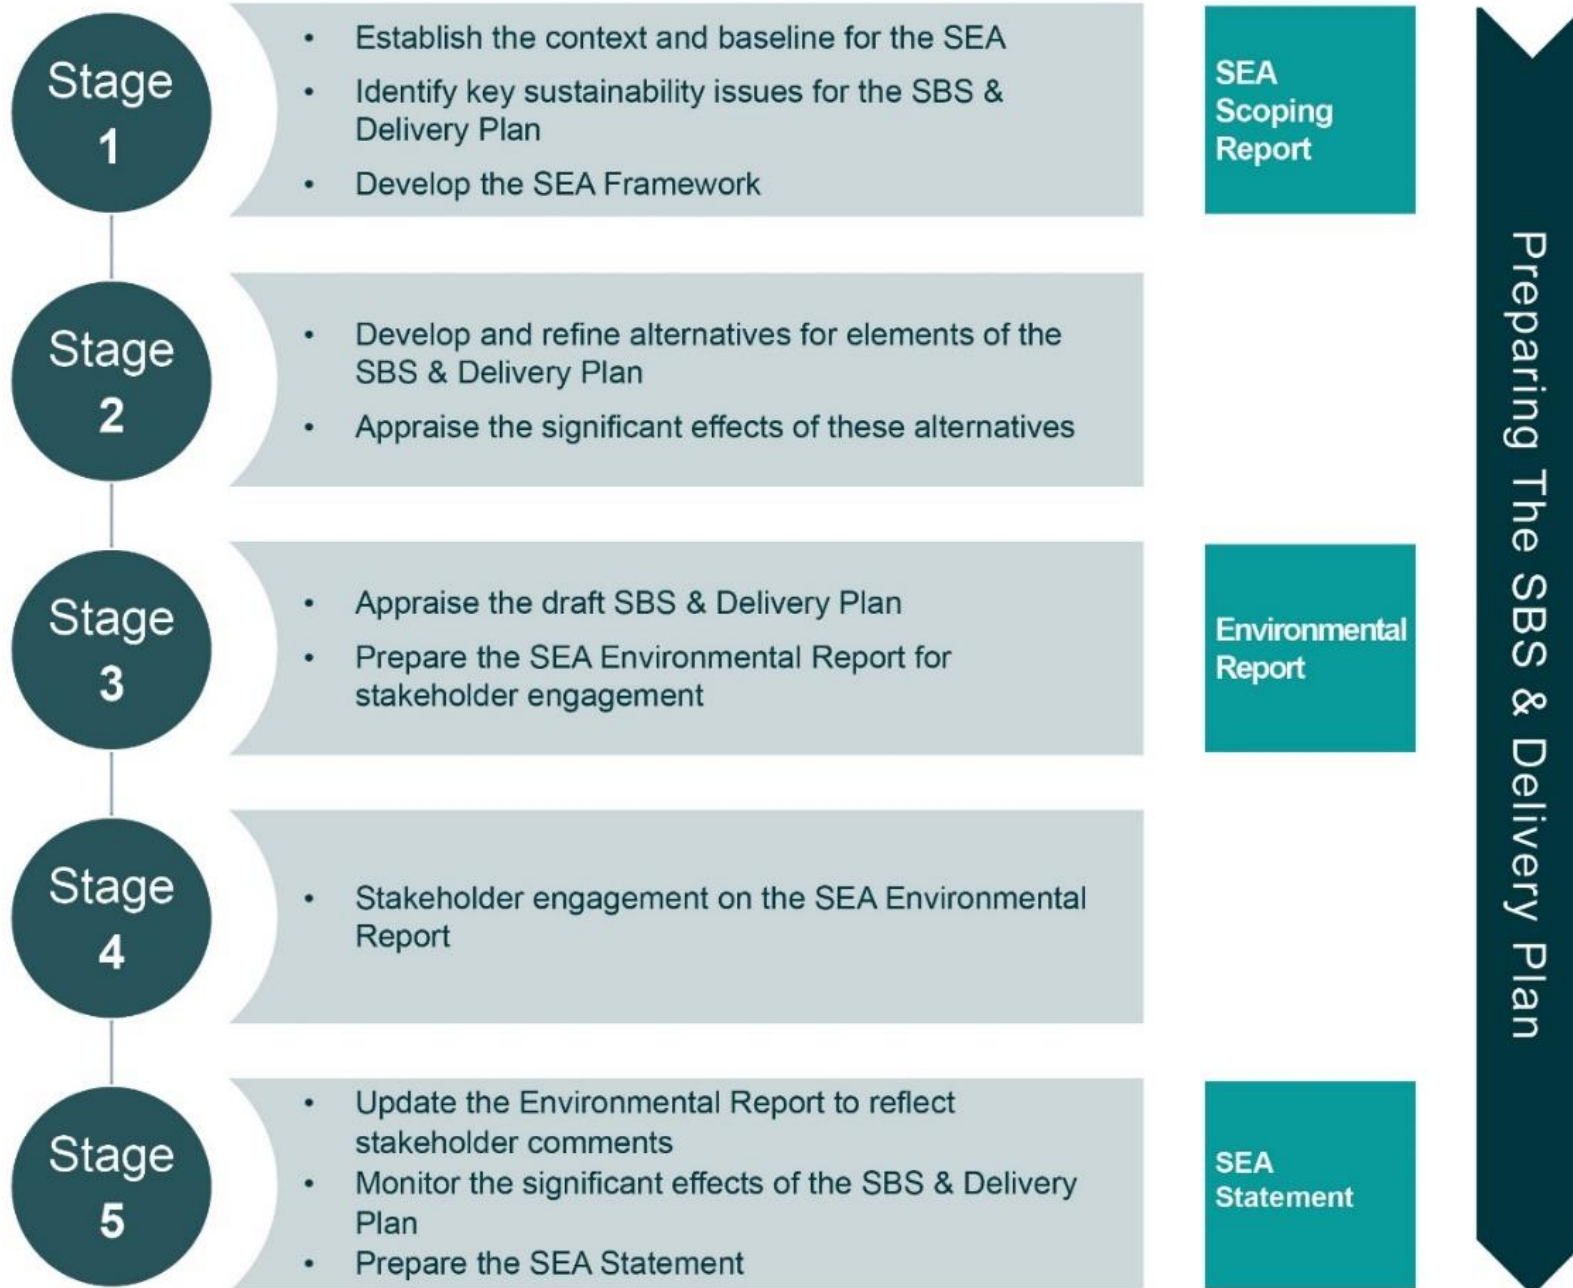 Stage
1
• Establish the context and baseline for the SEA
• Identify key sustainability issues for the SBS &
Delivery Plan
• Develop the SEA Framework
SEA
Scoping
Report
Stage
2
• Develop and refine alternatives for elements of the
SBS & Delivery Plan
• Appraise the significant effects of these alternatives
Stage
3
• Appraise the draft SBS & Delivery Plan
• Prepare the SEA Environmental Report for
stakeholder engagement
Environmental
Report
Stage
4
• Stakeholder engagement on the SEA Environmental
Report
Stage
5
• Update the Environmental Report to reflect
stakeholder comments
• Monitor the significant effects of the SBS & Delivery
Plan
• Prepare the SEA Statement
SEA
Statement
Preparing The SBS & Delivery Plan